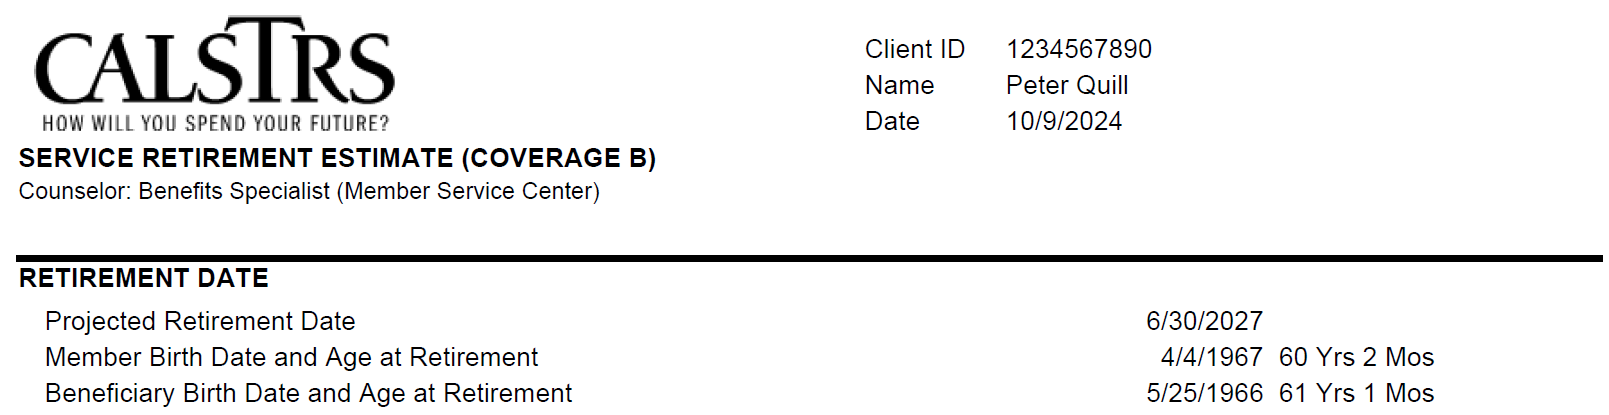 CALSTRS
HOW WILL YOU SPEND YOUR FUTURE?
Client ID 1234567890
Name Peter Quill
Date 10/9/2024
SERVICE RETIREMENT ESTIMATE (COVERAGE B)
Counselor: Benefits Specialist (Member Service Center)
RETIREMENT DATE
Projected Retirement Date 6/30/2027
Member Birth Date and Age at Retirement 4/4/1967 60 Yrs 2 Mos
Beneficiary Birth Date and Age at Retirement 5/25/1966 61 Yrs 1 Mos